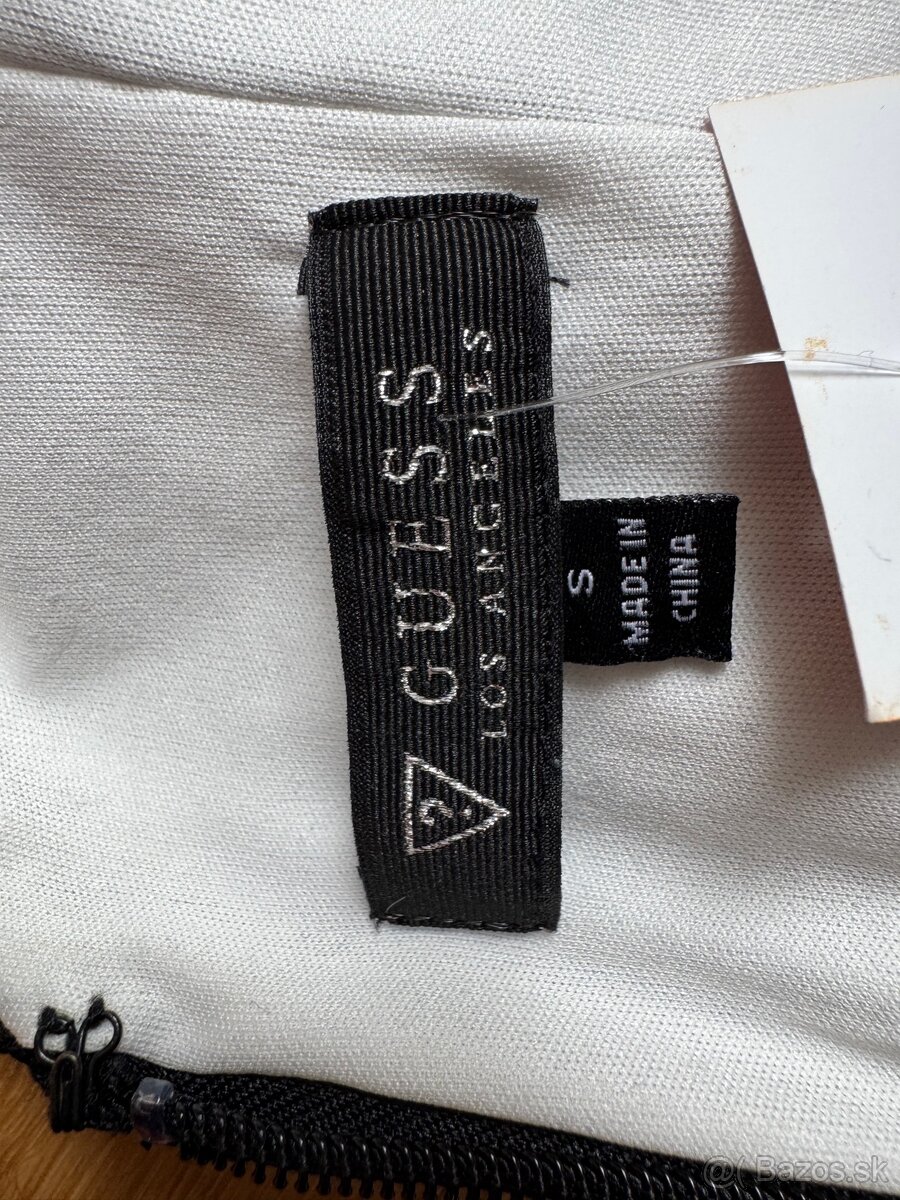 GUESS
LOS ANGELES
?
S
MADE IN
CHINA
@( Bazos.sk